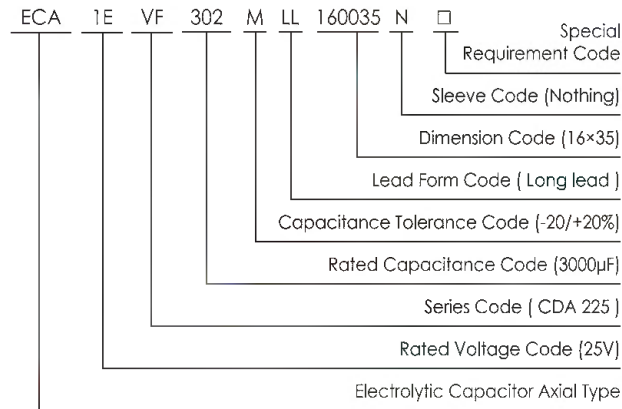 ECA 1E VF 302 M LL 160035 N □
Special
Requirement Code
Sleeve Code (Nothing)
Dimension Code (16×35)
Lead Form Code ( Long lead )
Capacitance Tolerance Code (-20/+20%)
Rated Capacitance Code (3000µF)
Series Code ( CDA 225 )
Rated Voltage Code (25V)
Electrolytic Capacitor Axial Type